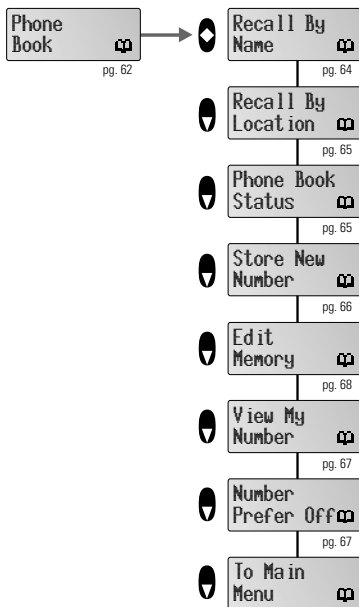 Phone
Book
pg. 62
Recall By
Name
pg. 64
Recall By
Location
pg. 65
Phone Book
Status
pg. 65
Store New
Number
pg. 66
Edit
Memory
pg. 68
View My
Number
pg. 67
Number
Prefer Off
pg. 67
To Main
Menu